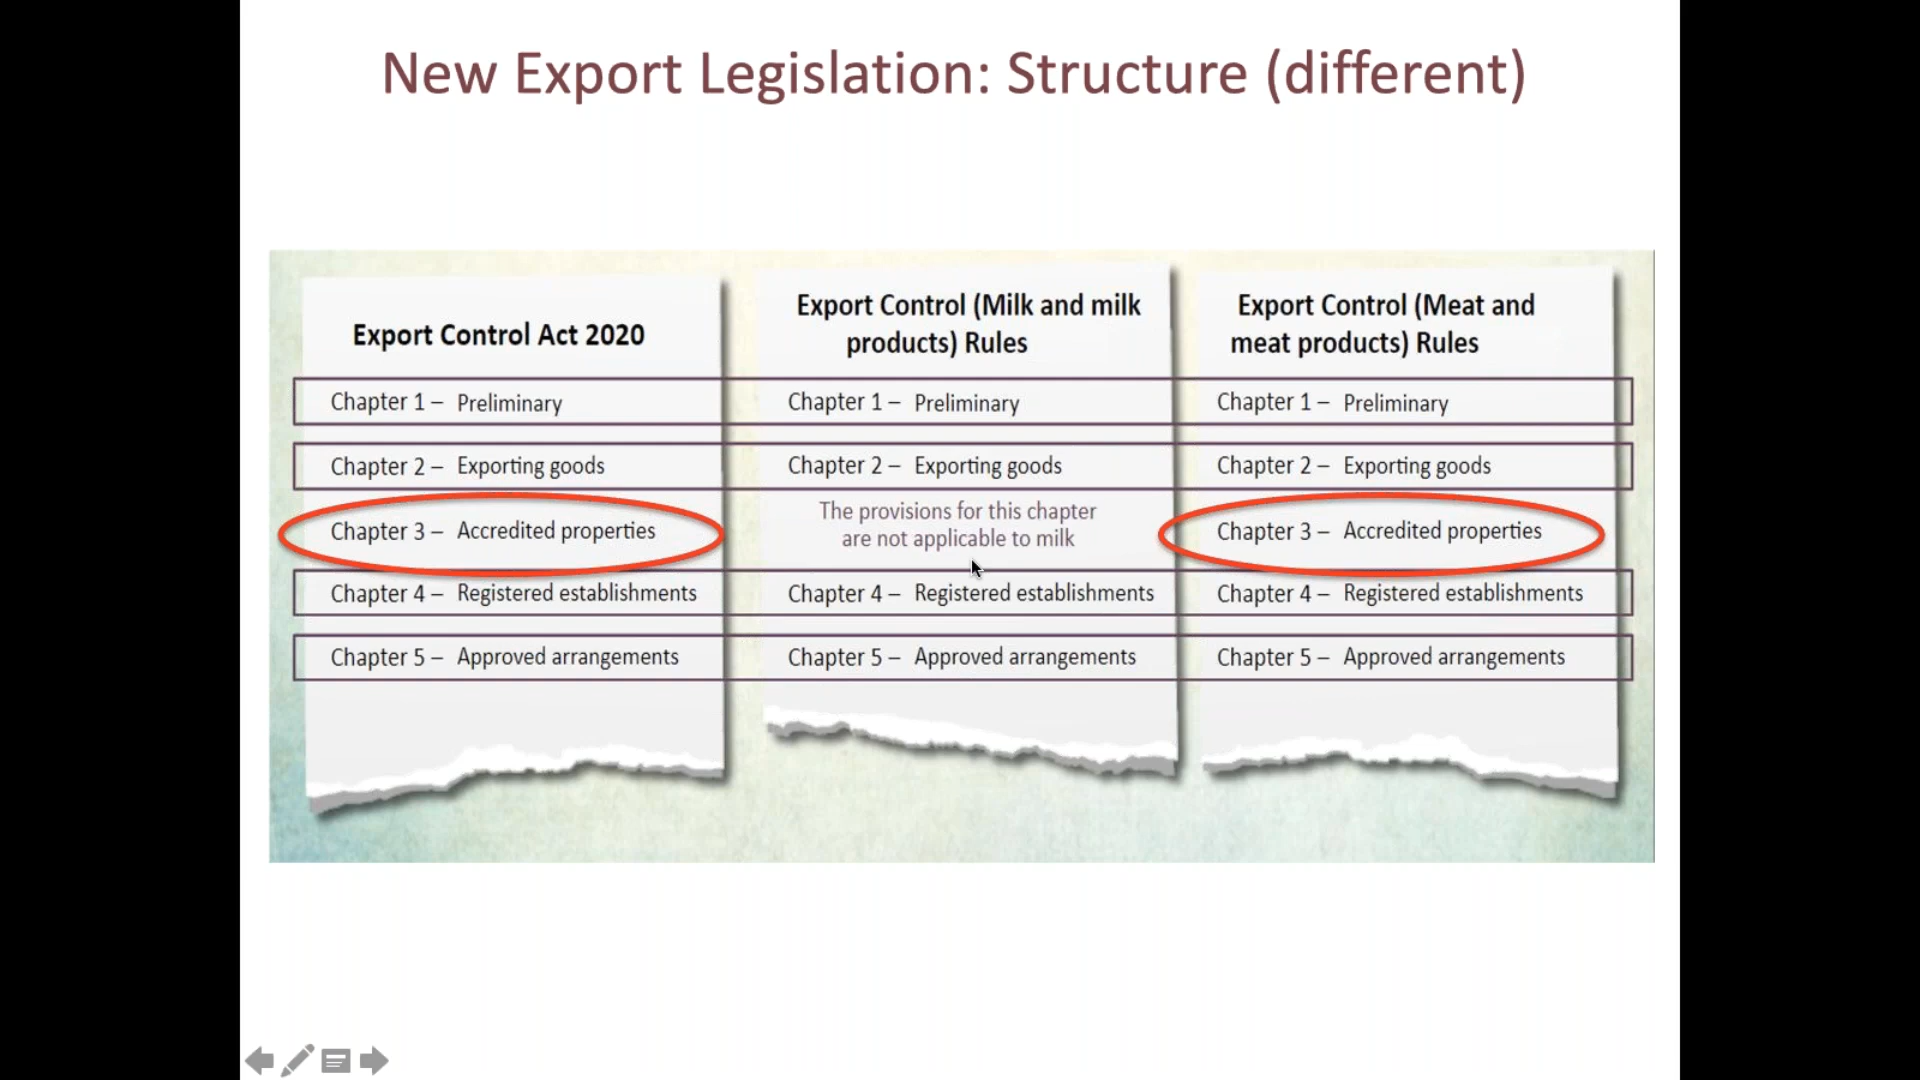 New Export Legislation: Structure (different)
Export Control Act 2020
Chapter 1 – Preliminary
Chapter 2 – Exporting goods
Chapter 3 – Accredited properties
Chapter 4 – Registered establishments
Chapter 5 – Approved arrangements
Export Control (Milk and milk
products) Rules
Chapter 1 – Preliminary
Chapter 2 – Exporting goods
The provisions for this chapter
are not applicable to milk
Chapter 4 – Registered establishments
Chapter 5 – Approved arrangements
Export Control (Meat and
meat products) Rules
Chapter 1 – Preliminary
Chapter 2 – Exporting goods
Chapter 3 – Accredited properties
Chapter 4 – Registered establishments
Chapter 5 – Approved arrangements